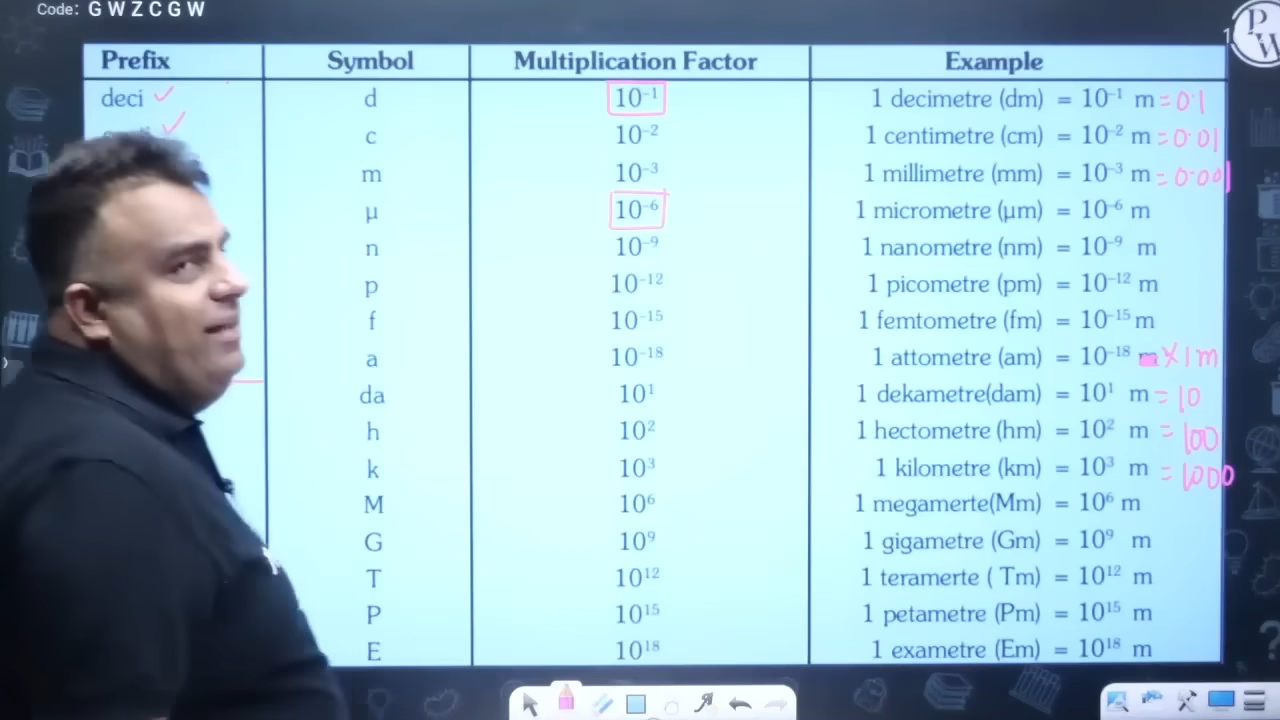 Code: G W Z C G W
P
W
1
Prefix Symbol Multiplication Factor Example
deci d 10⁻¹ 1 decimetre (dm) = 10⁻¹ m = 0.1
c 10⁻² 1 centimetre (cm) = 10⁻² m = 0.01
m 10⁻³ 1 millimetre (mm) = 10⁻³ m = 0.001
µ 10⁻⁶ 1 micrometre (µm) = 10⁻⁶ m
n 10⁻⁹ 1 nanometre (nm) = 10⁻⁹ m
p 10⁻¹² 1 picometre (pm) = 10⁻¹² m
f 10⁻¹⁵ 1 femtometre (fm) = 10⁻¹⁵ m
a 10⁻¹⁸ 1 attometre (am) = 10⁻¹⁸ m × 1m
da 10¹ 1 dekametre(dam) = 10¹ m = 10
h 10² 1 hectometre (hm) = 10² m = 100
k 10³ 1 kilometre (km) = 10³ m = 1000
M 10⁶ 1 megamerte(Mm) = 10⁶ m
G 10⁹ 1 gigametre (Gm) = 10⁹ m
T 10¹² 1 teramerte ( Tm) = 10¹² m
P 10¹⁵ 1 petametre (Pm) = 10¹⁵ m
E 10¹⁸ 1 exametre (Em) = 10¹⁸ m